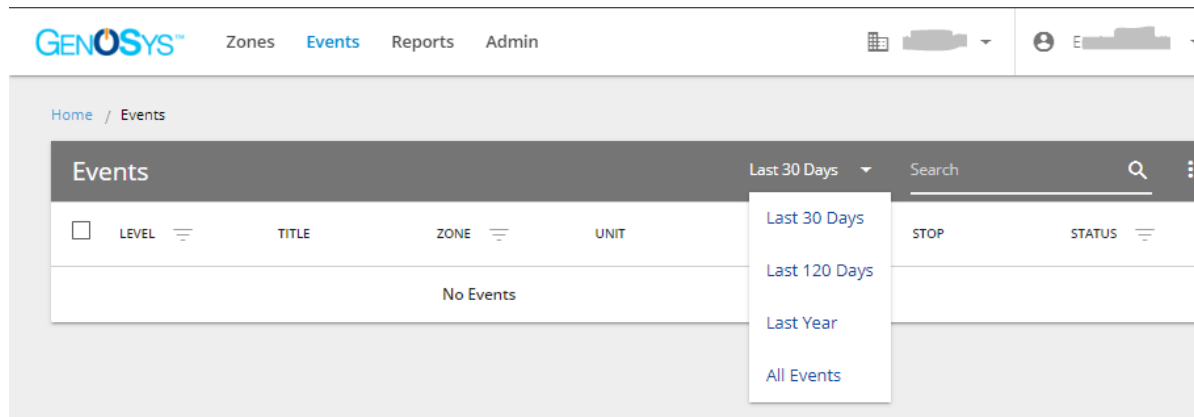 GENOSYS™ Zones Events Reports Admin
Home / Events
Events Last 30 Days Search
LEVEL TITLE ZONE UNIT STOP STATUS
No Events
Last 30 Days
Last 120 Days
Last Year
All Events